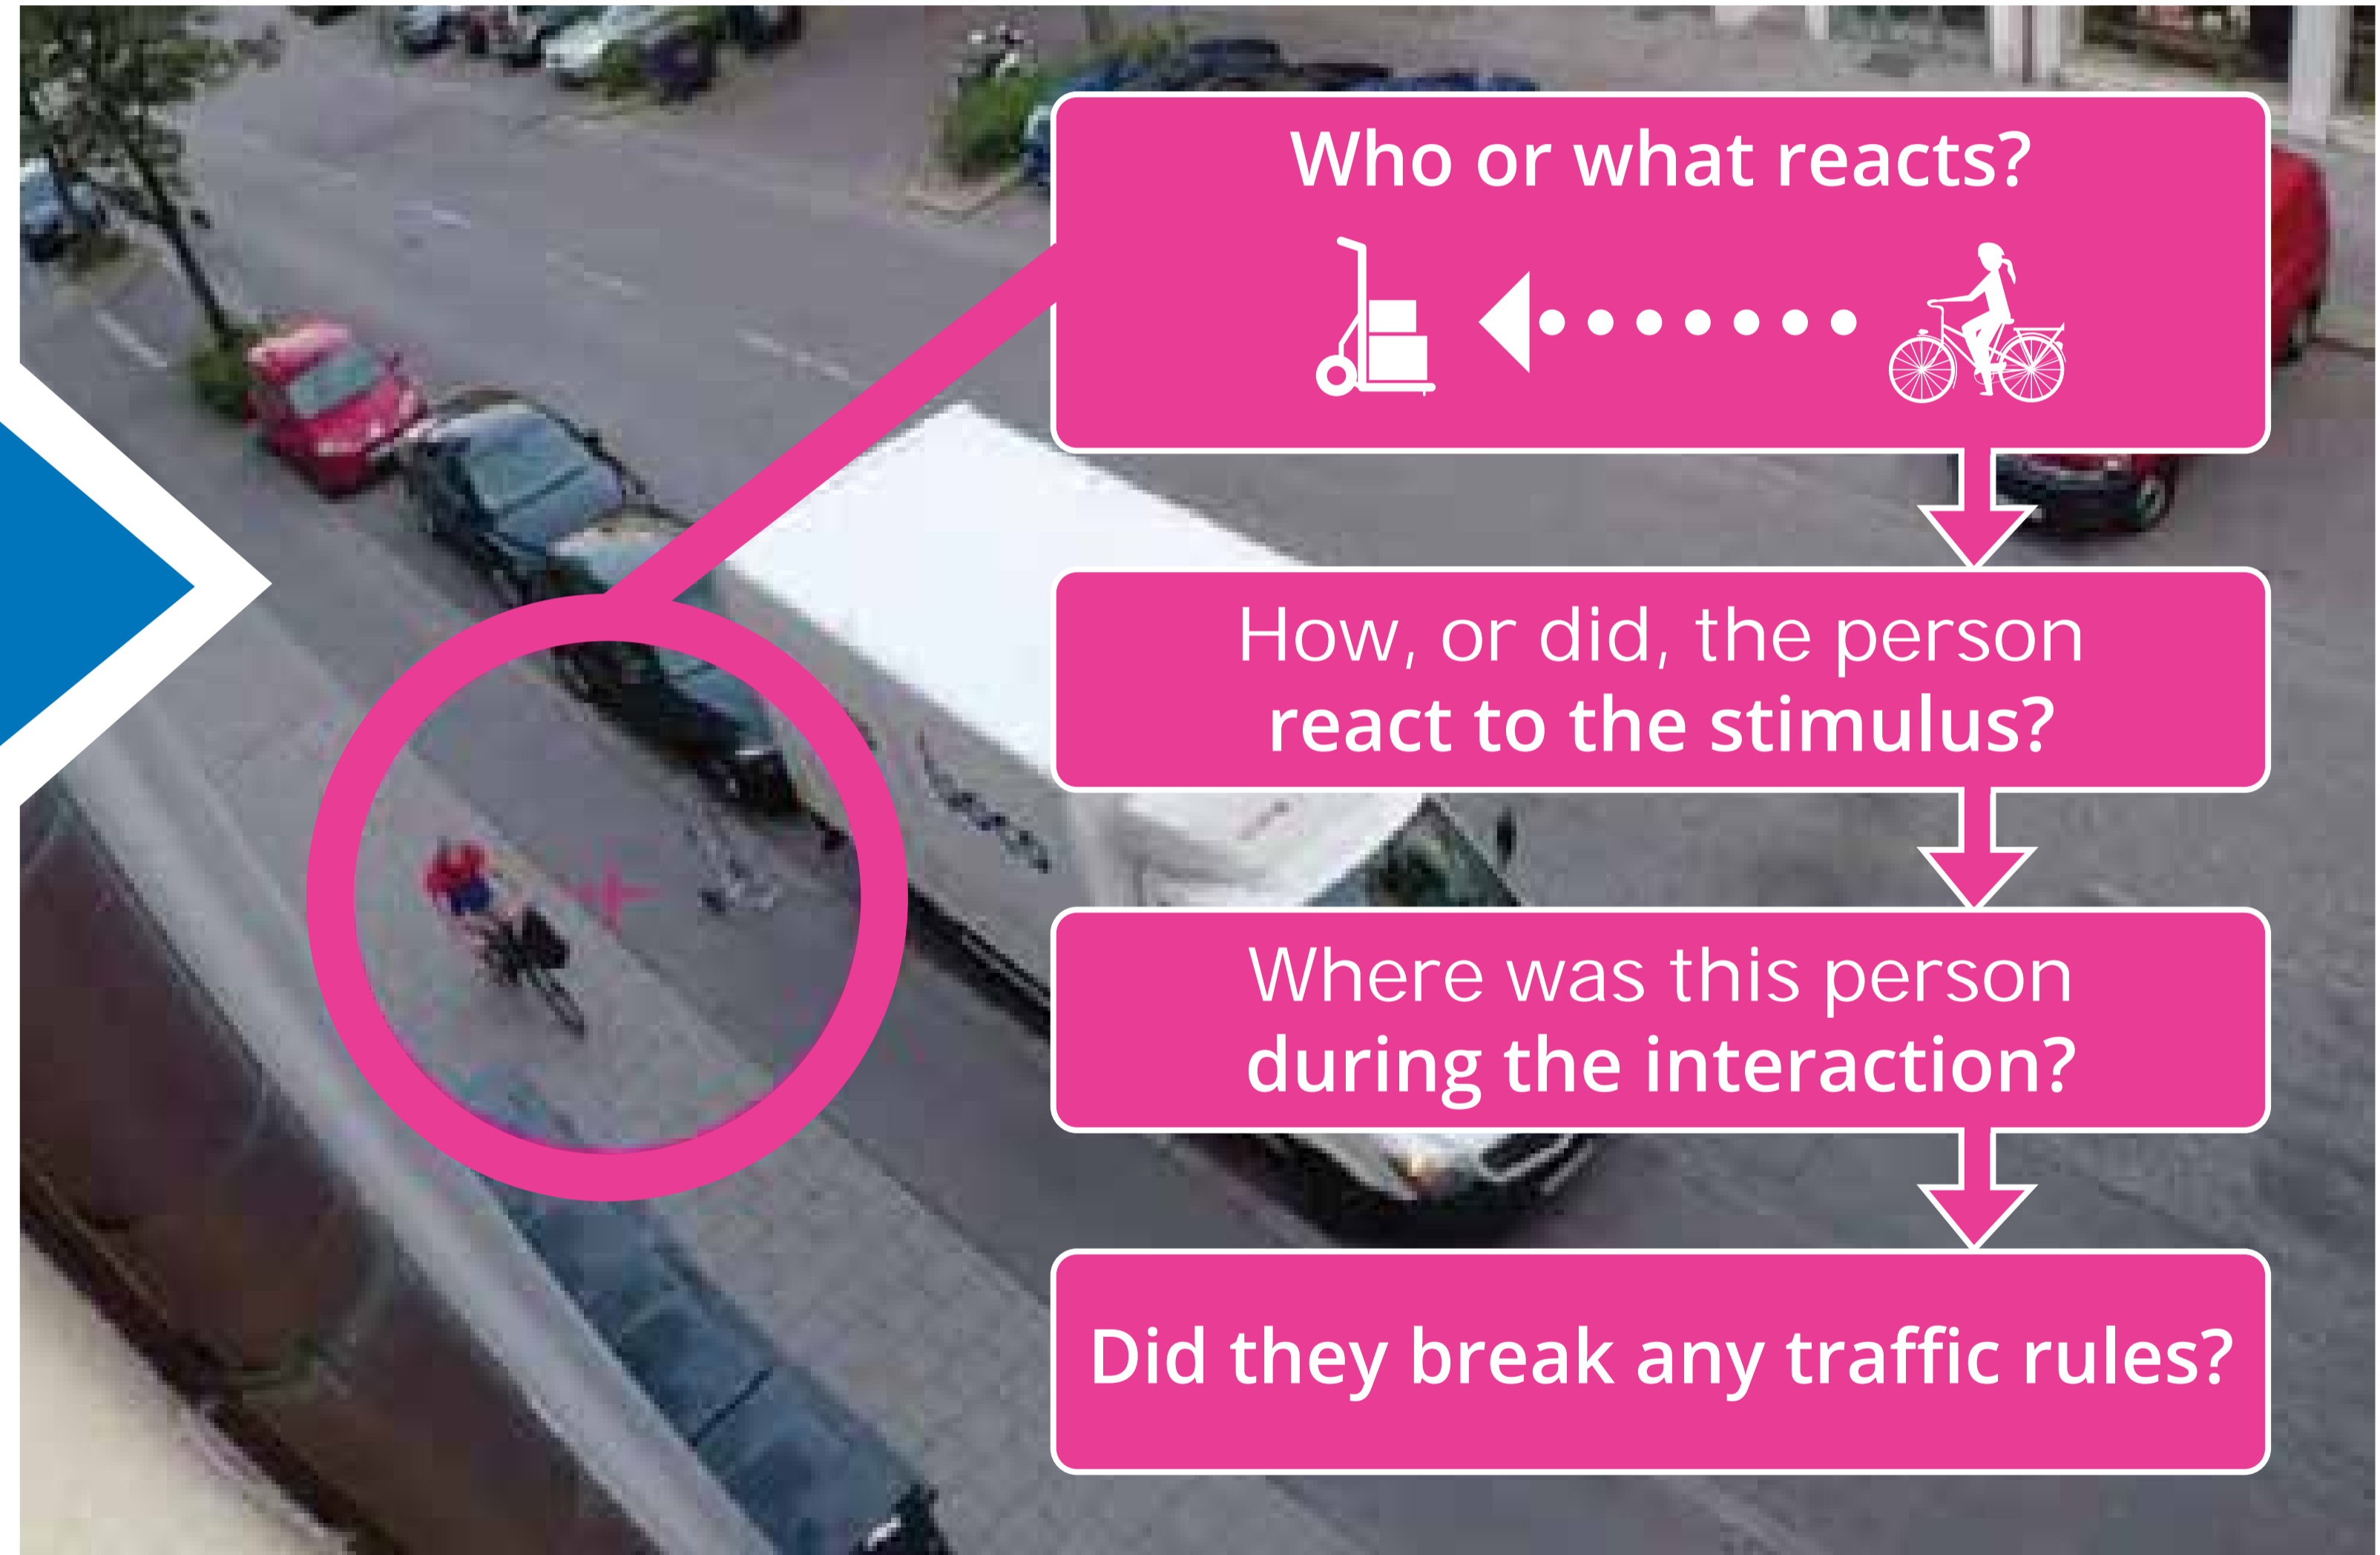 Who or what reacts?
How, or did, the person
react to the stimulus?
Where was this person
during the interaction?
Did they break any traffic rules?